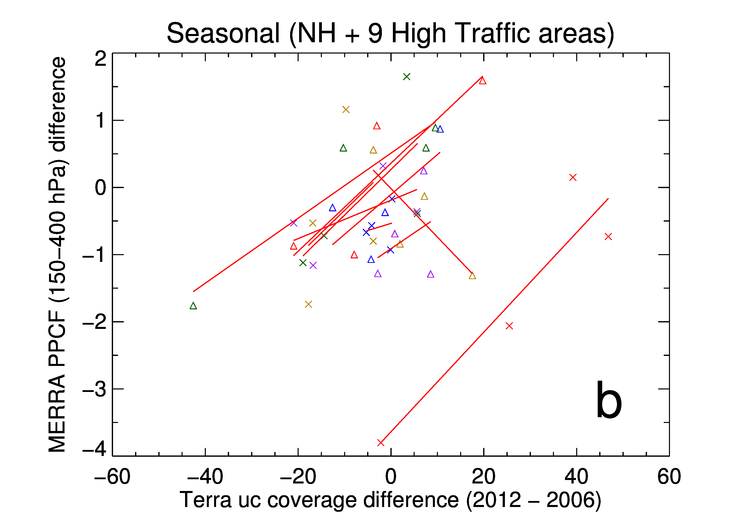 Seasonal (NH + 9 High Traffic areas)
MERRA PPCF (150−400 hPa) difference
2
1
0
−1
−2
−3
−4
b
−60 −40 −20 0 20 40 60
Terra uc coverage difference (2012 − 2006)